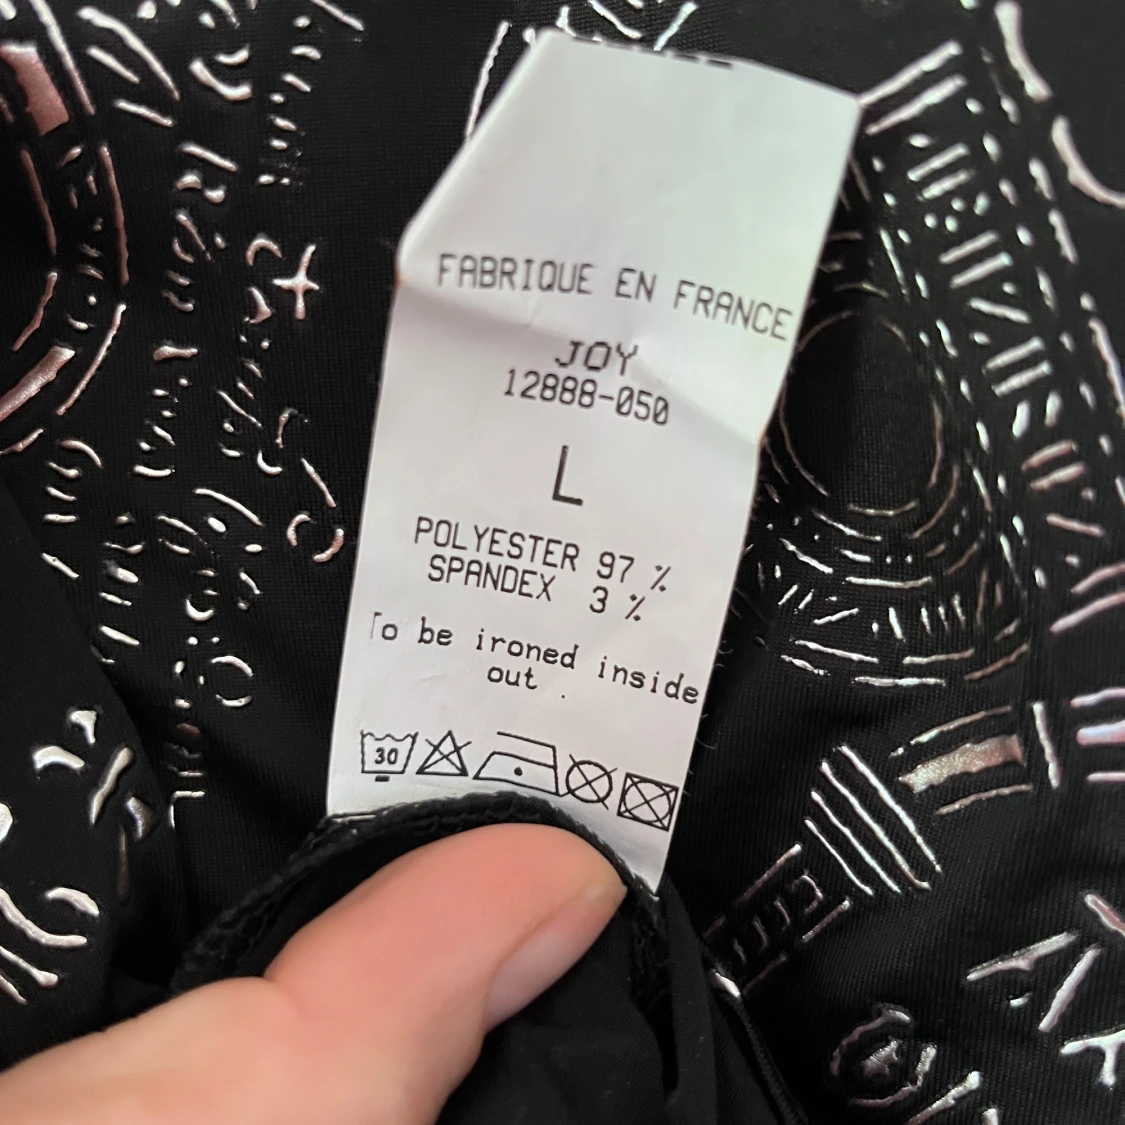 FABRIQUE EN FRANCE
JOY
12888-050
L
POLYESTER 97 %
SPANDEX 3 %
To be ironed inside
out .
30